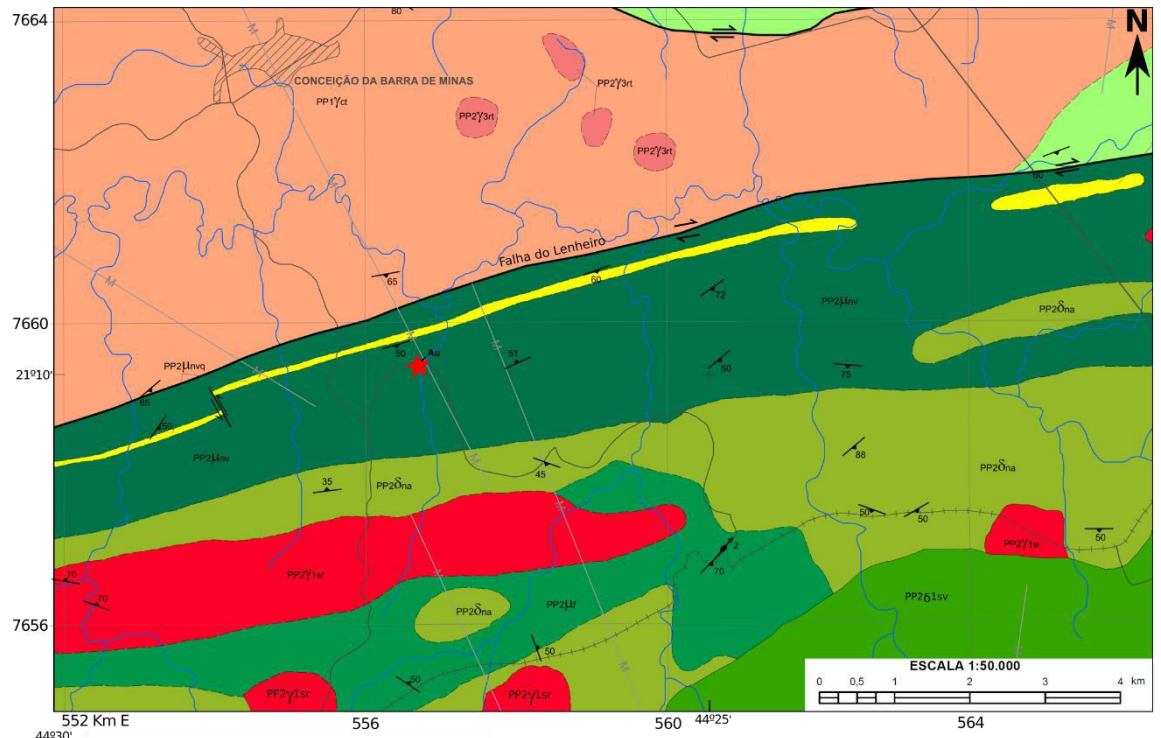 7664
80
M
M
N
CONCEIÇÃO DA BARRA DE MINAS
PP1γct
PP2γ3rt
PP2γ3rt
PP2γ3rt
60
M
Falha do Lenheiro
65
60
72
PP2μnv
PP2δna
7660
M
50
Au
51
50
75
21º10'
PP2μnvq
M
65
50
PP2μnv
88
PP2δna
35
45
PP2δna
M
M
50
50
50
PP2γ1sr
2
70
70
70
PP2γ1sr
M
PP2δna
PP2μf
PP2δ1sv
7656
50
M
M
50
PP2γ1sr
PP2γ1sr
ESCALA 1:50.000
0 0,5 1 2 3 4 km
552 Km E
556
560
44º25'
564
44º30'